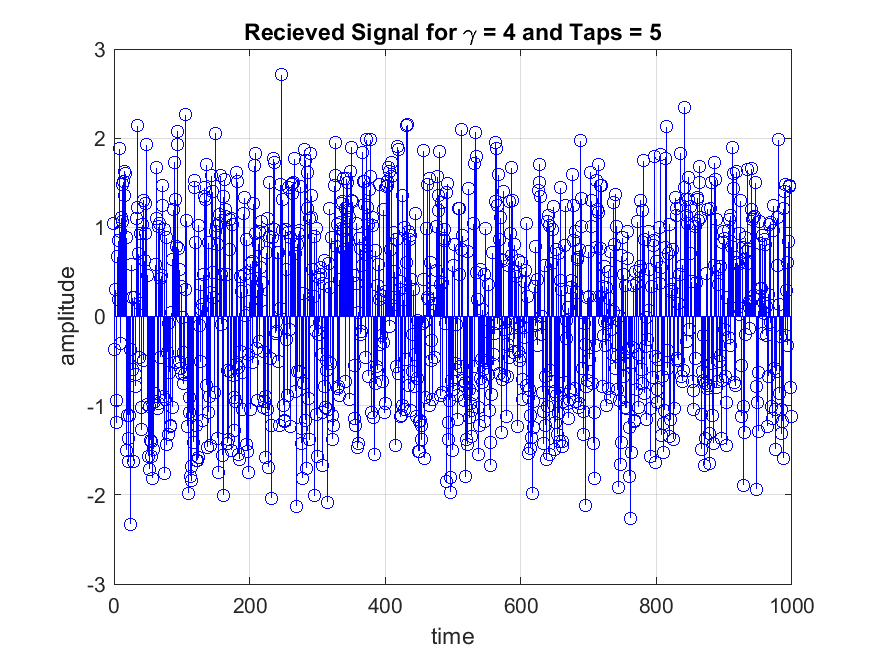 Recieved Signal for γ = 4 and Taps = 5
3
2
1
0
-1
-2
-3
amplitude
0 200 400 600 800 1000
time